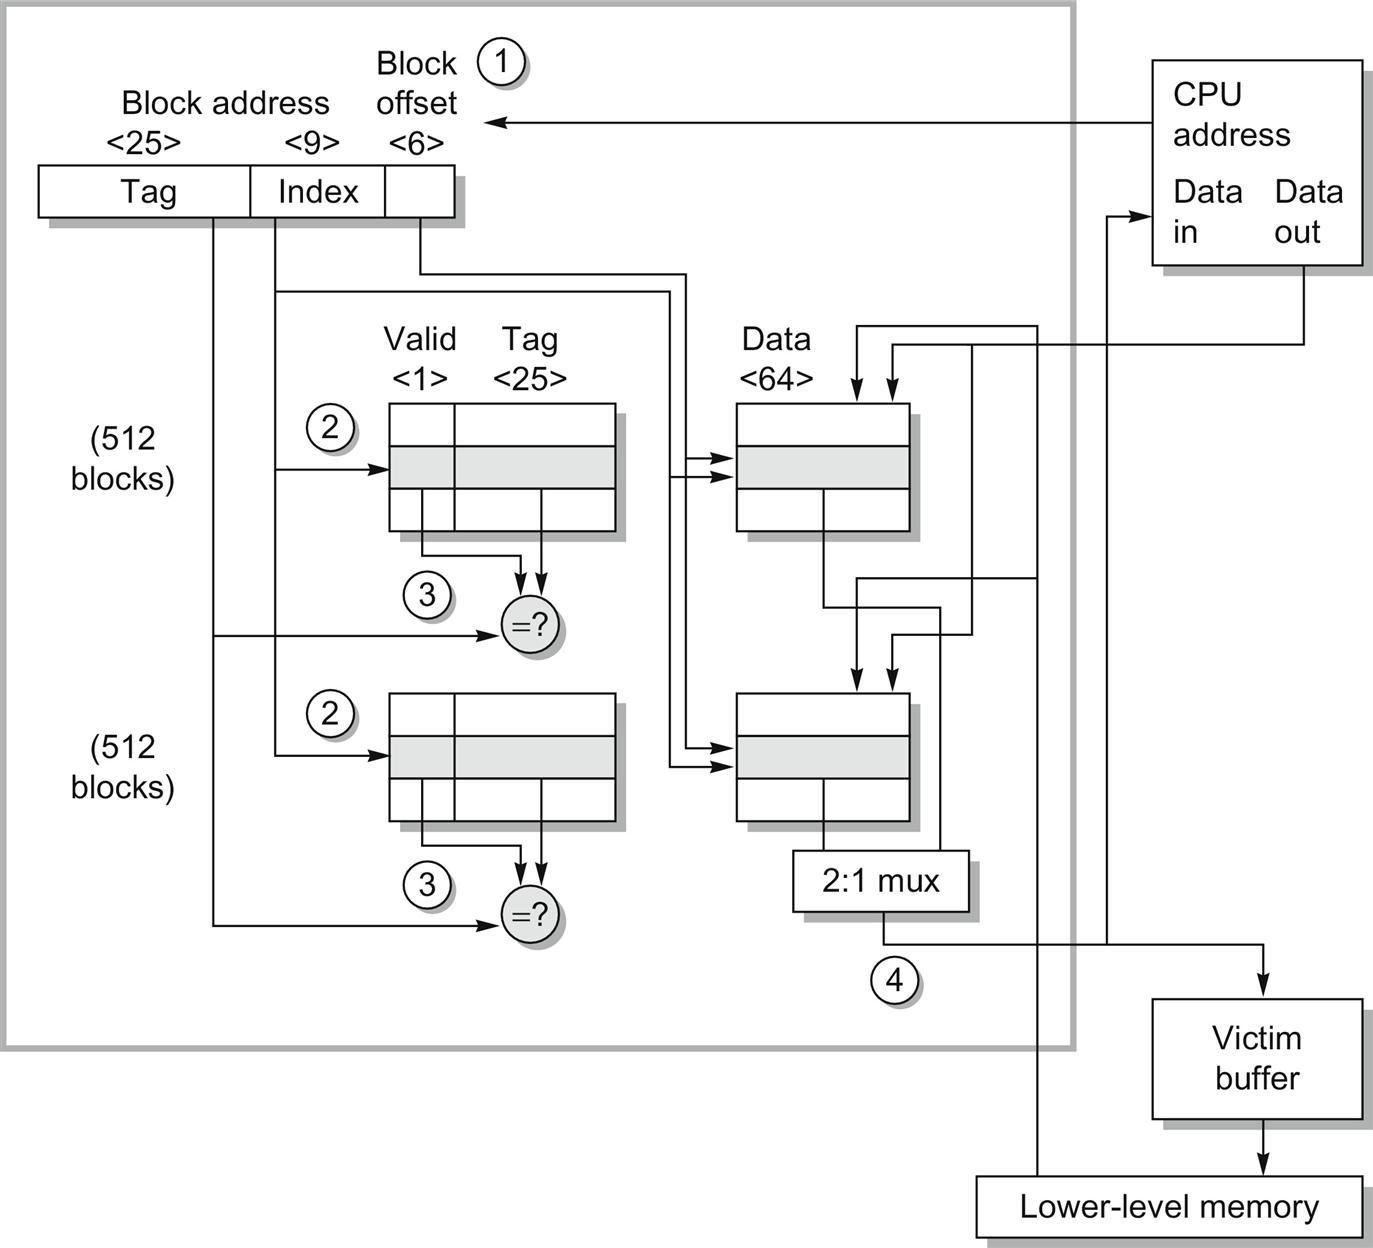 Block
offset
<6>
1
Block address
<25>
<9>
Tag
Index
CPU
address
Data
in
Data
out
Valid
<1>
Tag
<25>
Data
<64>
(512
blocks)
2
3
=?
(512
blocks)
2
3
=?
2:1 mux
4
Victim
buffer
Lower-level memory